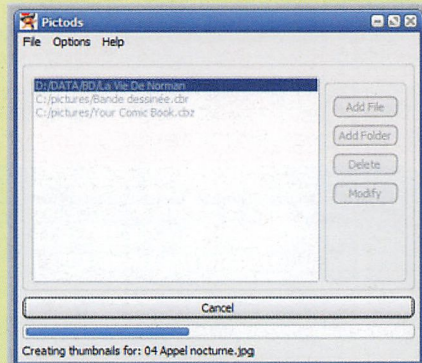 Pictods
File Options Help
D:/DATA/BD/La Vie De Norman
C:/pictures/Bande dessinée.cbr
C:/pictures/Your Comic Book.cbz
Add File
Add Folder
Delete
Modify
Cancel
Creating thumbnails for: 04 Appel nocturne.jpg